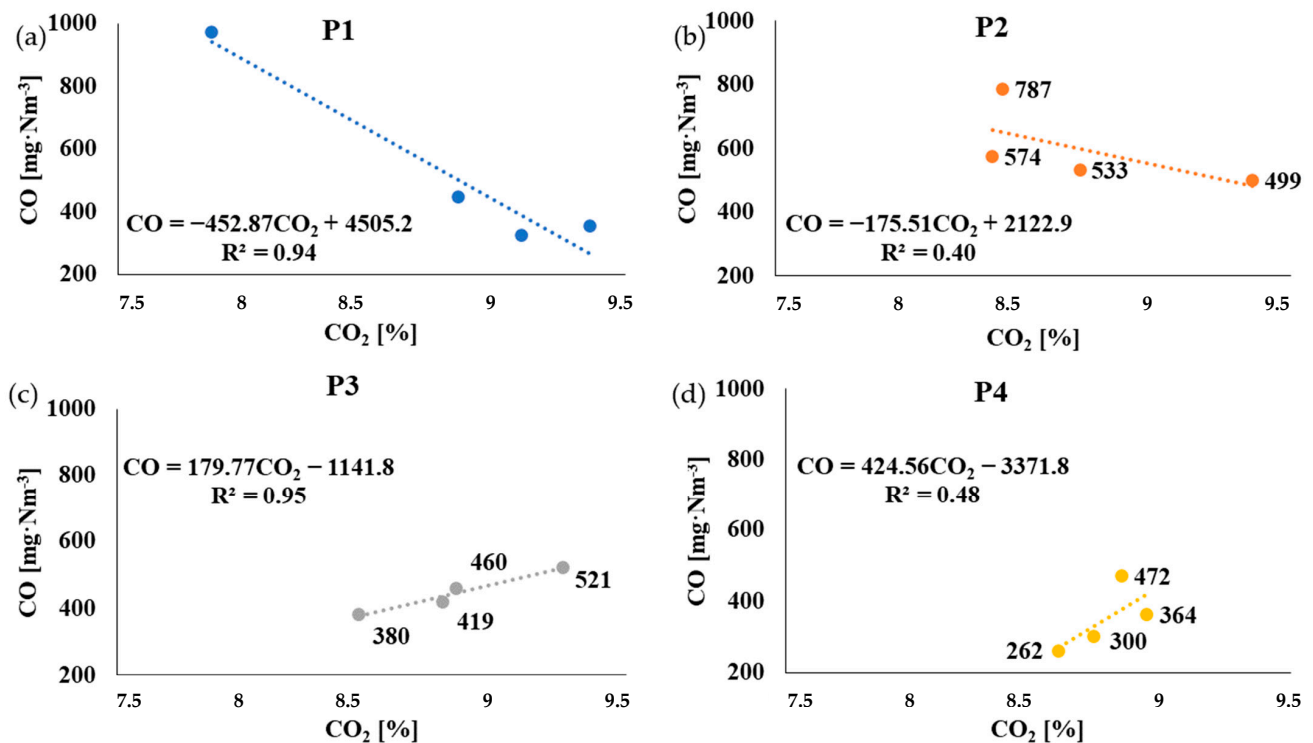 (a)
P1
CO [mg·Nm⁻³]
1000
800
600
400
200
CO = −452.87CO₂ + 4505.2
R² = 0.94
7.5 8 8.5 9 9.5
CO₂ [%]
(b)
P2
CO [mg·Nm⁻³]
1000
800
600
400
200
787
574
533
499
CO = −175.51CO₂ + 2122.9
R² = 0.40
7.5 8 8.5 9 9.5
CO₂ [%]
(c)
P3
CO [mg·Nm⁻³]
1000
800
600
400
200
CO = 179.77CO₂ − 1141.8
R² = 0.95
460
521
380
419
7.5 8 8.5 9 9.5
CO₂ [%]
(d)
P4
CO [mg·Nm⁻³]
1000
800
600
400
200
CO = 424.56CO₂ − 3371.8
R² = 0.48
472
364
262
300
7.5 8 8.5 9 9.5
CO₂ [%]